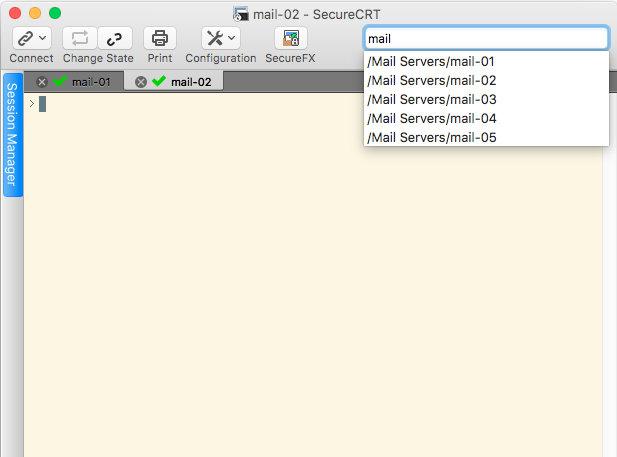 mail-02 - SecureCRT
mail
Connect Change State Print Configuration SecureFX
/Mail Servers/mail-01
/Mail Servers/mail-02
/Mail Servers/mail-03
/Mail Servers/mail-04
/Mail Servers/mail-05
mail-01 mail-02
Session Manager
>